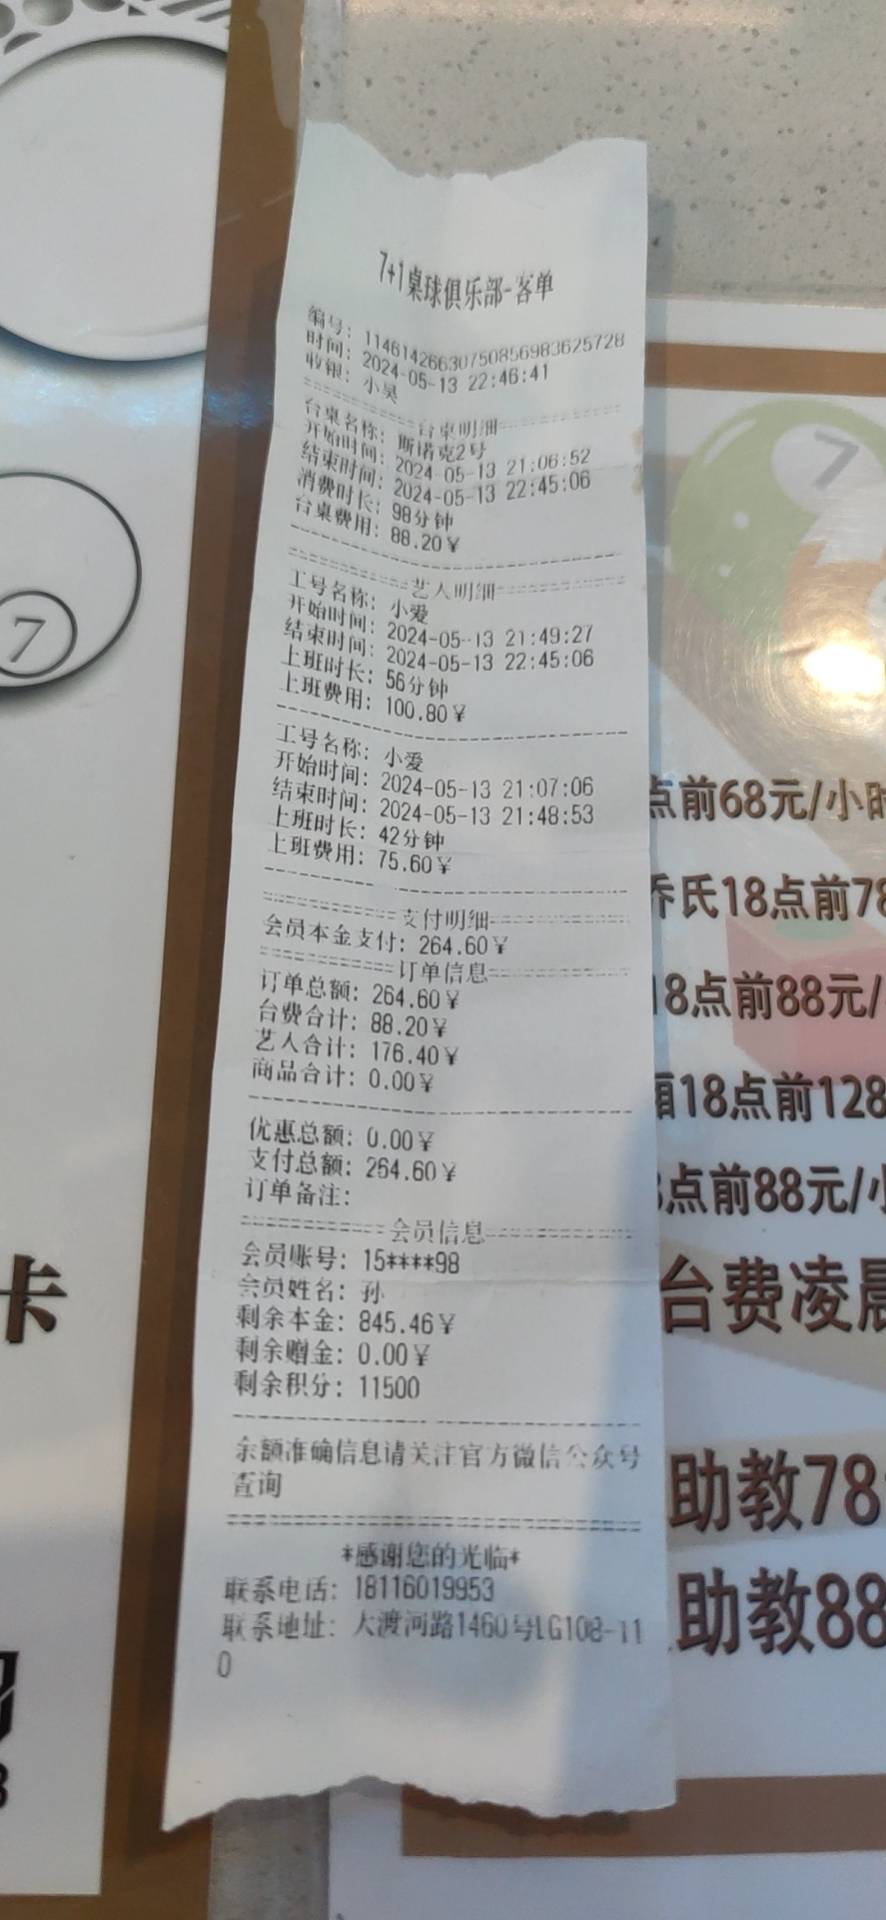 7+1桌球俱乐部-客单
编号: 1146142663075085698362572​8
时间: 2024-05-13 22:46:41
收银: 小吴
台桌明细
台桌名称: 斯诺克2号
开始时间: 2024-05-13 21:06:52
结束时间: 2024-05-13 22:45:06
消费时长: 98分钟
台桌费用: 88.20¥
艺人明细
工号名称: 小爱
开始时间: 2024-05-13 21:49:27
结束时间: 2024-05-13 22:45:06
上班时长: 56分钟
上班费用: 100.80¥
工号名称: 小爱
开始时间: 2024-05-13 21:07:06
结束时间: 2024-05-13 21:48:53
上班时长: 42分钟
上班费用: 75.60¥
支付明细
会员本金支付: 264.60¥
订单信息
订单总额: 264.60¥
台费合计: 88.20¥
艺人合计: 176.40¥
商品合计: 0.00¥
优惠总额: 0.00¥
支付总额: 264.60¥
订单备注:
会员信息
会员账号: 15****98
会员姓名: 孙
剩余本金: 845.46¥
剩余赠金: 0.00¥
剩余积分: 11500
余额准确信息请关注官方微信公众号
查询
*感谢您的光临*
联系电话: 18116019953
联系地址: 大渡河路1460号LG108-11
0
7
卡
7
点前68元/小时
乔氏18点前78
18点前88元/
厢18点前128
点前88元/小
台费凌晨
助教78
助教88